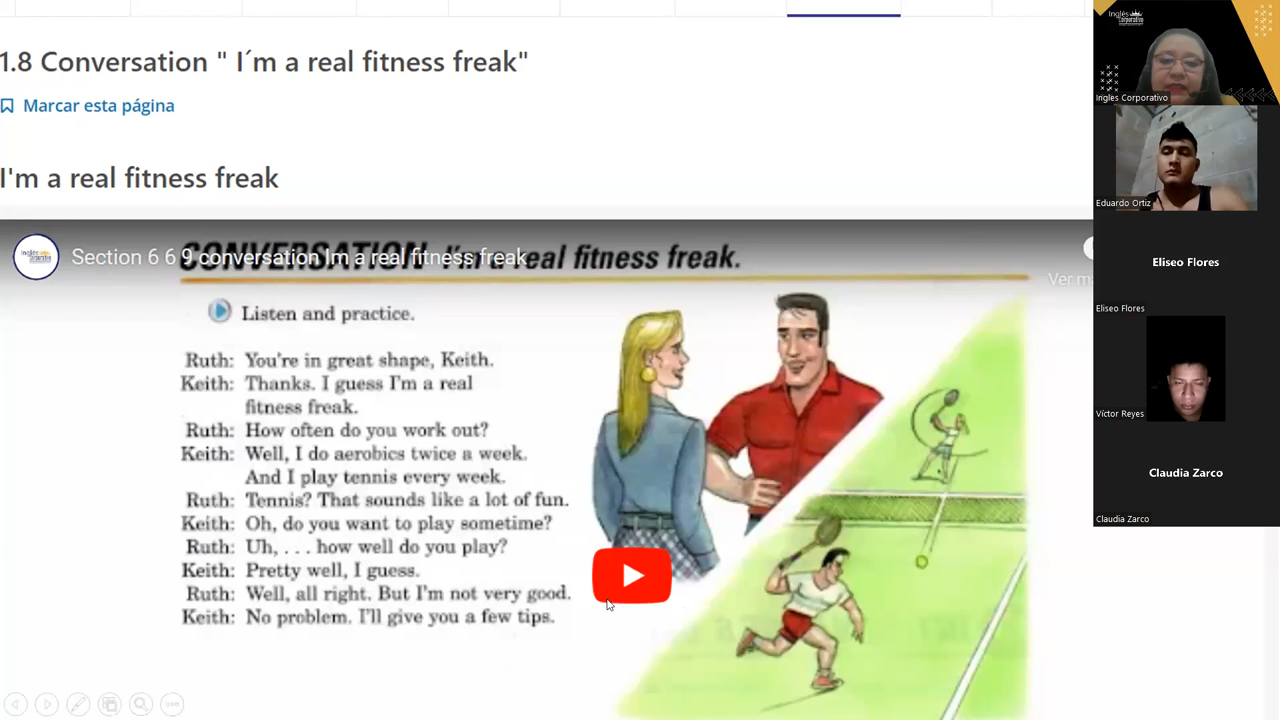 1.8 Conversation " I´m a real fitness freak"
Marcar esta página
I'm a real fitness freak
Section 6 6 9 conversation Im a real fitness freak
CONVERSATION I'm a real fitness freak.
Ver m
Listen and practice.
Ruth: You're in great shape, Keith.
Keith: Thanks. I guess I'm a real
fitness freak.
Ruth: How often do you work out?
Keith: Well, I do aerobics twice a week.
And I play tennis every week.
Ruth: Tennis? That sounds like a lot of fun.
Keith: Oh, do you want to play sometime?
Ruth: Uh, . . . how well do you play?
Keith: Pretty well, I guess.
Ruth: Well, all right. But I'm not very good.
Keith: No problem. I'll give you a few tips.
Inglés
Corporativo
Ingles Corporativo
Eduardo Ortiz
Eliseo Flores
Eliseo Flores
Víctor Reyes
Claudia Zarco
Claudia Zarco